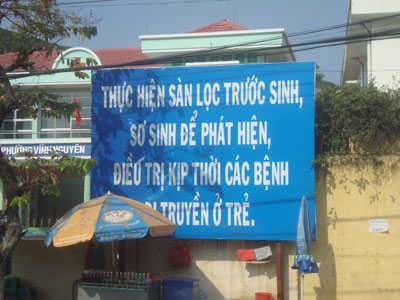 THỰC HIỆN SÀN LỌC TRƯỚC SINH,
SƠ SINH ĐỂ PHÁT HIỆN,
ĐIỀU TRỊ KỊP THỜI CÁC BỆNH
DI TRUYỀN Ở TRẺ.
PHƯỜNG VĨNH NGUYÊN